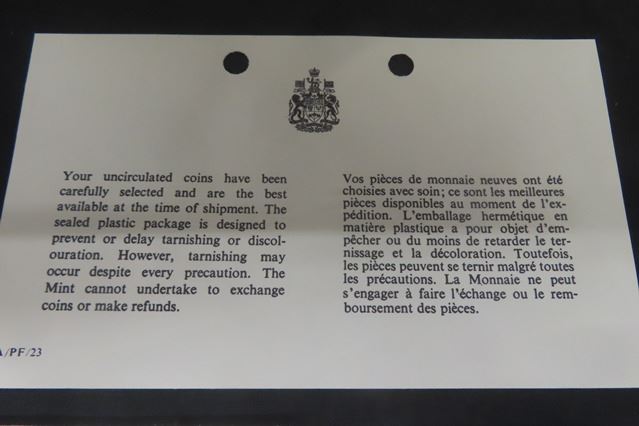 Your uncirculated coins have been
carefully selected and are the best
available at the time of shipment. The
sealed plastic package is designed to
prevent or delay tarnishing or discol-
ouration. However, tarnishing may
occur despite every precaution. The
Mint cannot undertake to exchange
coins or make refunds.
Vos pièces de monnaie neuves ont été
choisies avec soin; ce sont les meilleures
pièces disponibles au moment de l'ex-
pédition. L'emballage hermétique en
matière plastique a pour objet d'em-
pêcher ou du moins de retarder le ter-
nissage et la décoloration. Toutefois,
les pièces peuvent se ternir malgré toutes
les précautions. La Monnaie ne peut
s'engager à faire l'échange ou le rem-
boursement des pièces.
A/PF/23